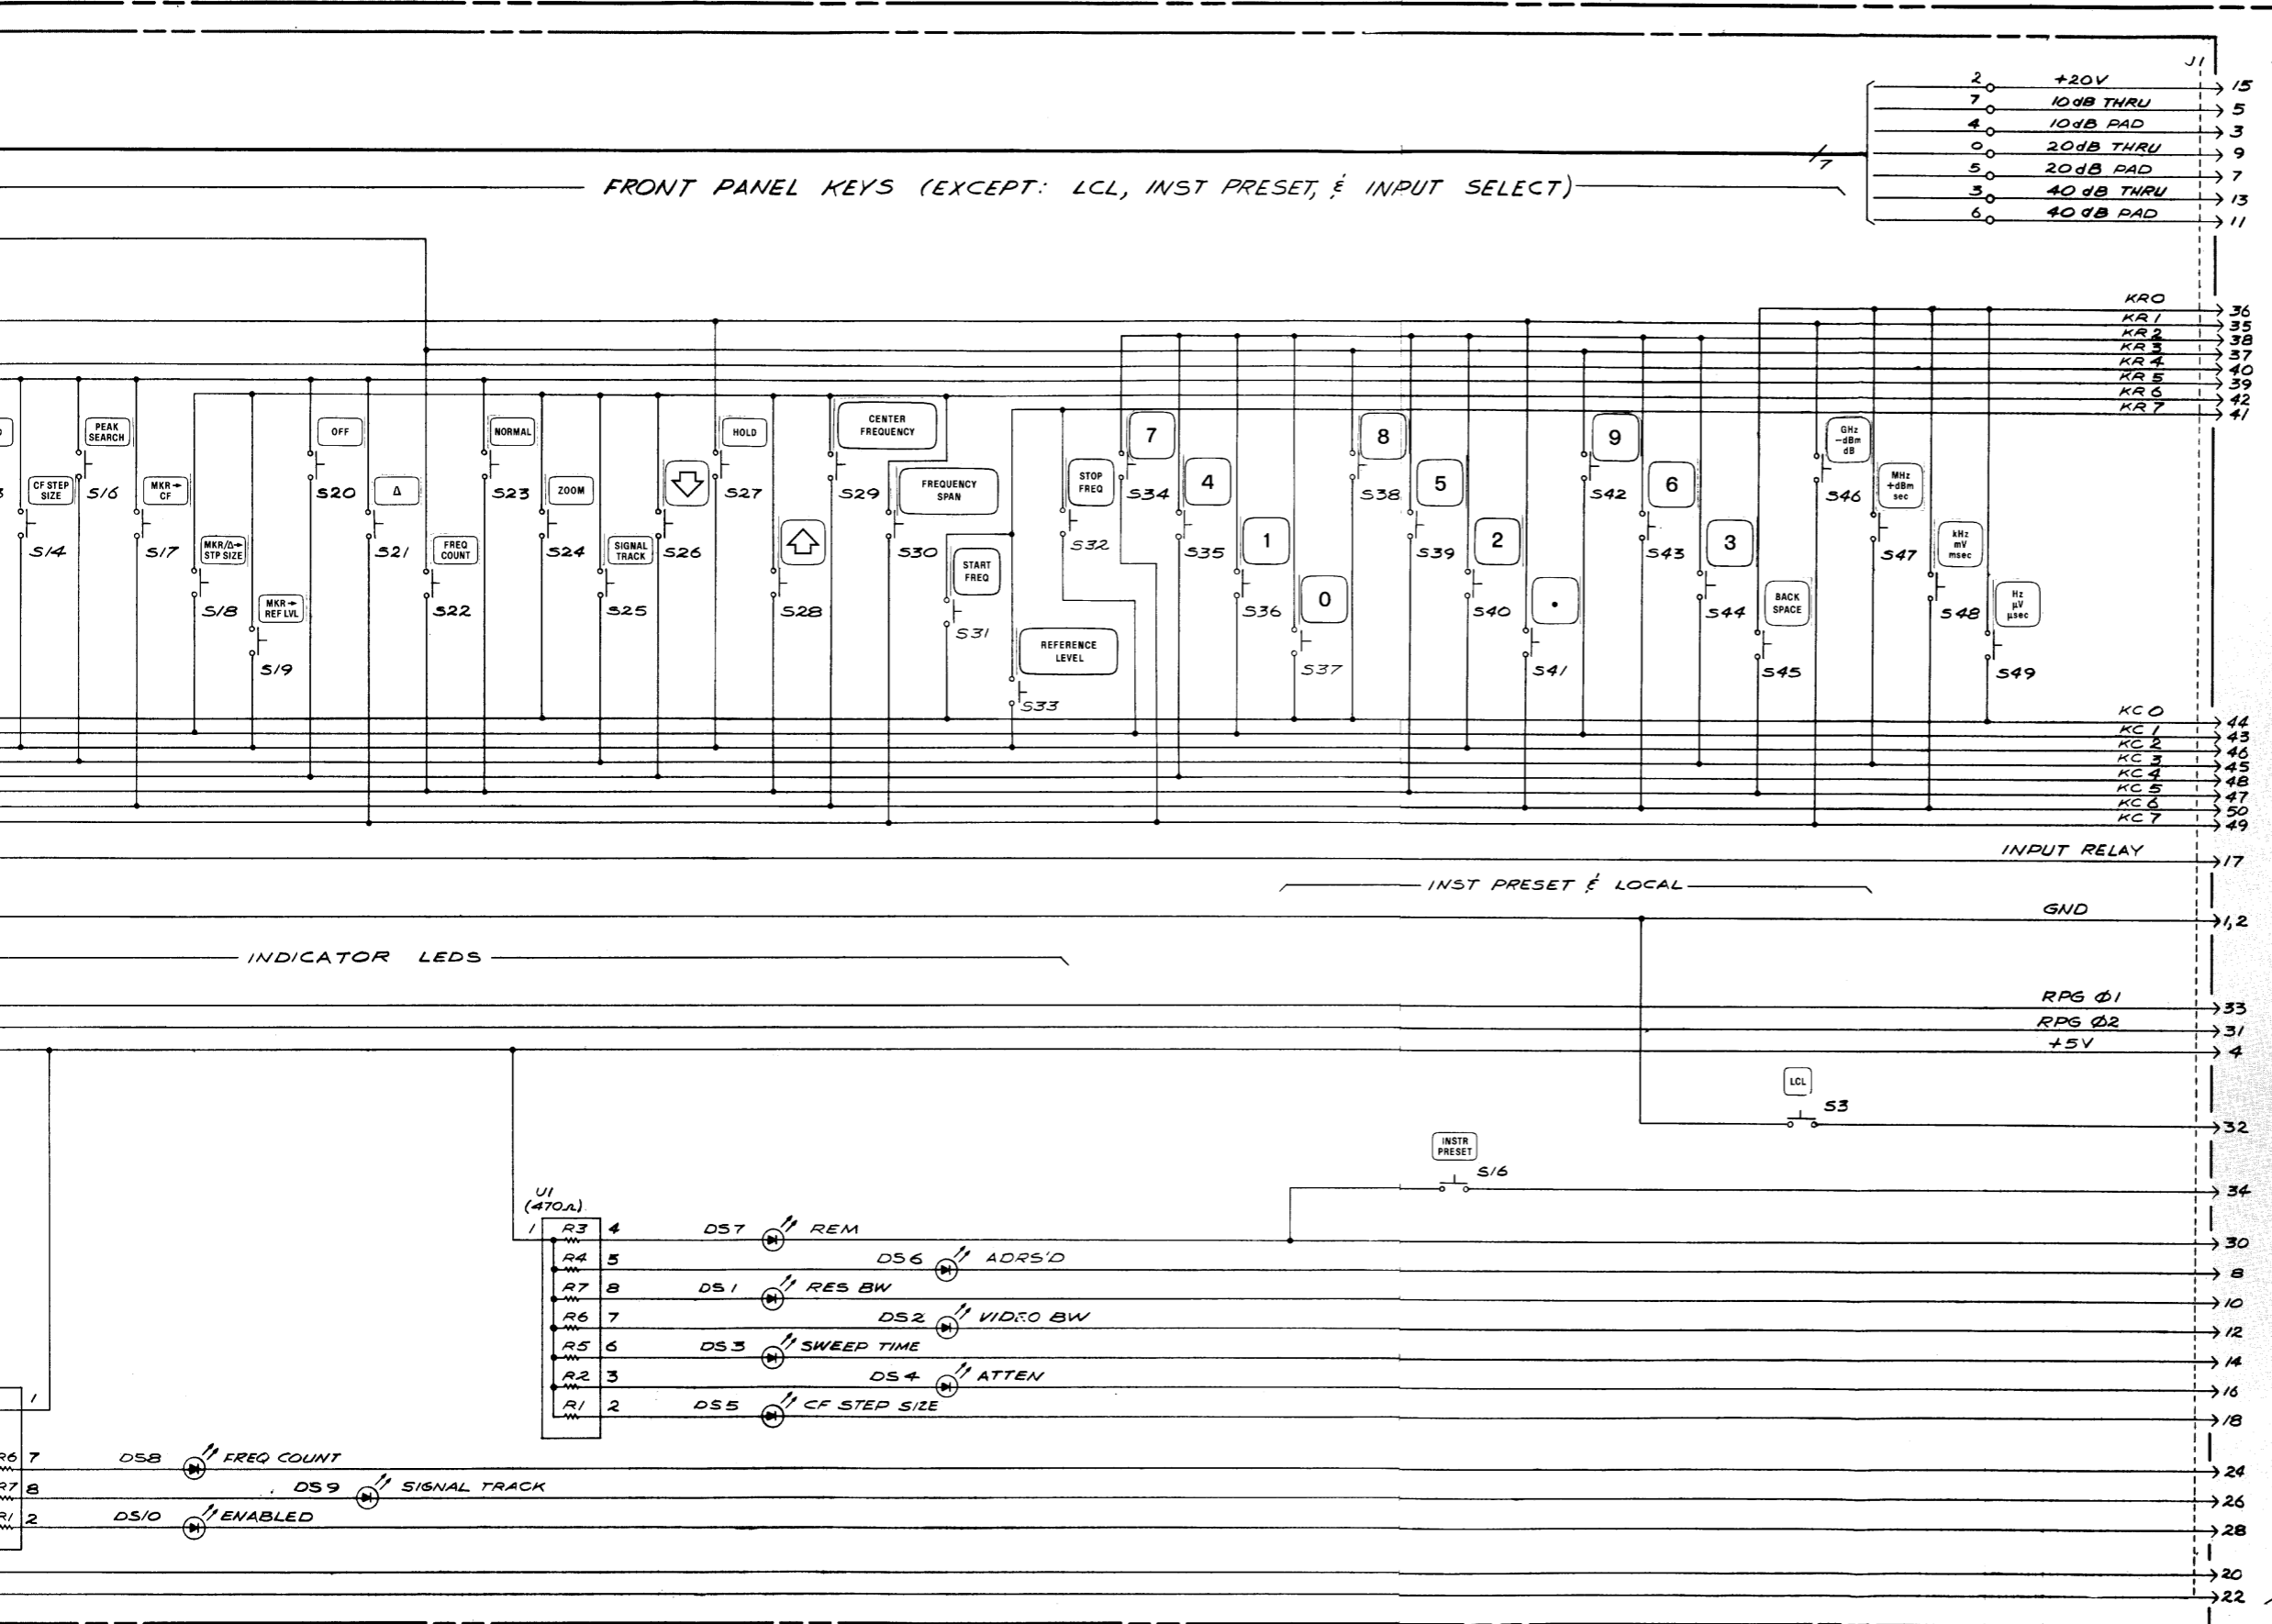 J1
2 +20V 15
7 10dB THRU 5
4 10dB PAD 3
0 20dB THRU 9
5 20dB PAD 7
3 40dB THRU 13
6 40dB PAD 11
7
FRONT PANEL KEYS (EXCEPT: LCL, INST PRESET, & INPUT SELECT)
KR0 36
KR1 35
KR2 38
KR3 37
KR4 40
KR5 39
KR6 42
KR7 41
CF STEP SIZE
S14
PEAK SEARCH
S16
MKR→ CF
S17
MKR/Δ→ STP SIZE
S18
MKR→ REF LVL
S19
OFF
S20
Δ
S21
FREQ COUNT
S22
NORMAL
S23
ZOOM
S24
SIGNAL TRACK
S25
S26
HOLD
S27
S28
CENTER FREQUENCY
S29
FREQUENCY SPAN
S30
START FREQ
S31
STOP FREQ
S32
REFERENCE LEVEL
S33
7
S34
4
S35
1
S36
0
S37
8
S38
5
S39
2
S40
.
S41
9
S42
6
S43
3
S44
BACK SPACE
S45
GHz -dBm dB
S46
MHz +dBm sec
S47
kHz mV msec
S48
Hz μV μsec
S49
KC0 44
KC1 43
KC2 46
KC3 45
KC4 48
KC5 47
KC6 50
KC7 49
INPUT RELAY 17
INST PRESET & LOCAL
GND 1,2
INDICATOR LEDS
RPG Ø1 33
RPG Ø2 31
+5V 4
LCL
S3
32
INSTR PRESET
S16
34
U1
(470Ω)
1 R3 4 DS7 REM 30
R4 5 DS6 ADRS'D 8
R7 8 DS1 RES BW 10
R6 7 DS2 VIDEO BW 12
R5 6 DS3 SWEEP TIME 14
R2 3 DS4 ATTEN 16
R1 2 DS5 CF STEP SIZE 18
1
R6 7 DS8 FREQ COUNT 24
R7 8 DS9 SIGNAL TRACK 26
R1 2 DS10 ENABLED 28
20
22